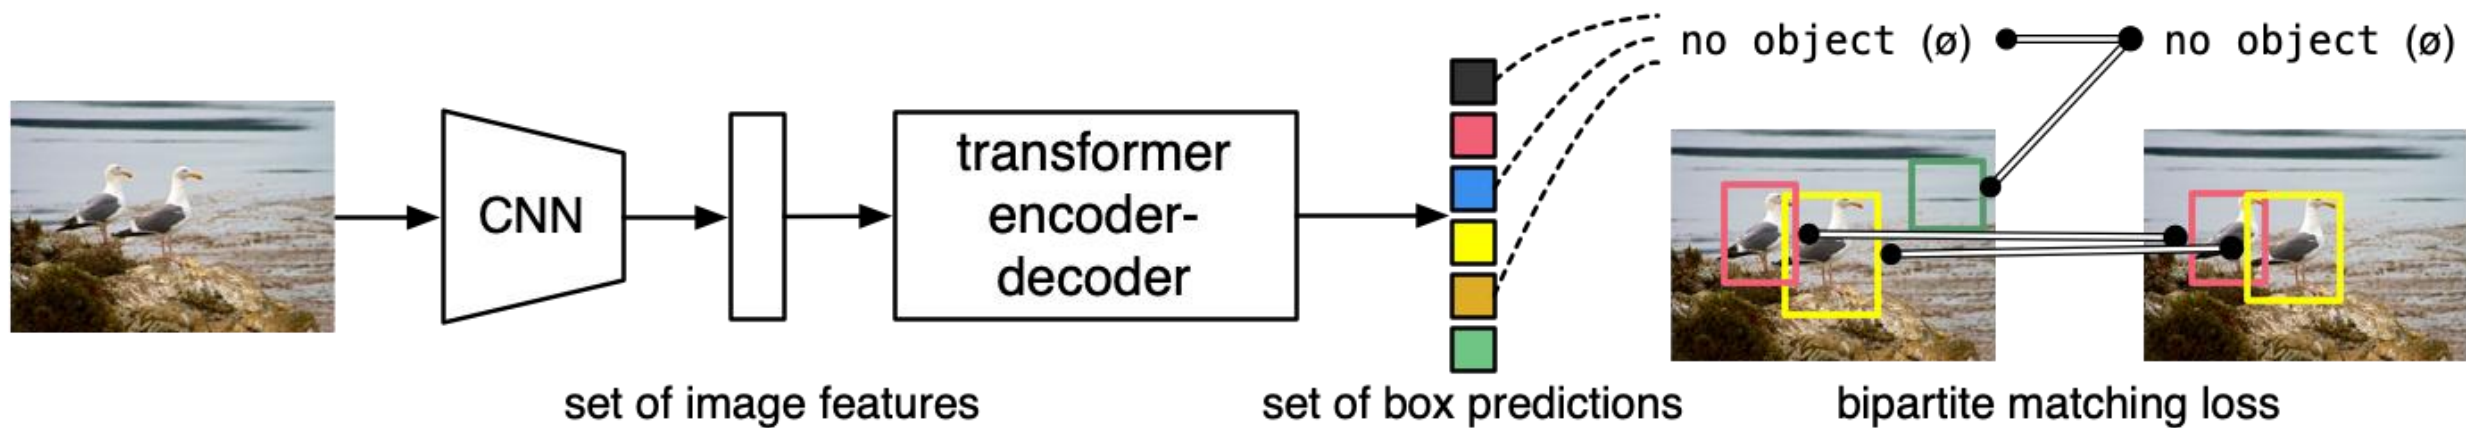 no object (ø)
no object (ø)
CNN
transformer
encoder-
decoder
set of image features
set of box predictions
bipartite matching loss